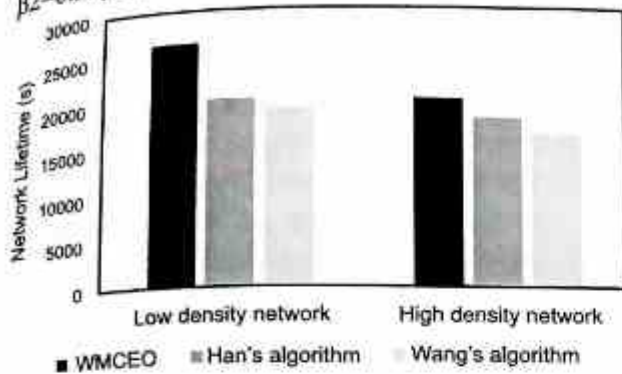 30000
25000
20000
15000
10000
5000
0
Network Lifetime (s)
Low density network High density network
WMCEO Han's algorithm Wang's algorithm